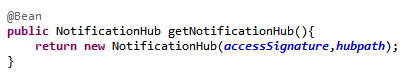 @Bean
public NotificationHub getNotificationHub(){
    return new NotificationHub(accessSignature,hubpath);
}